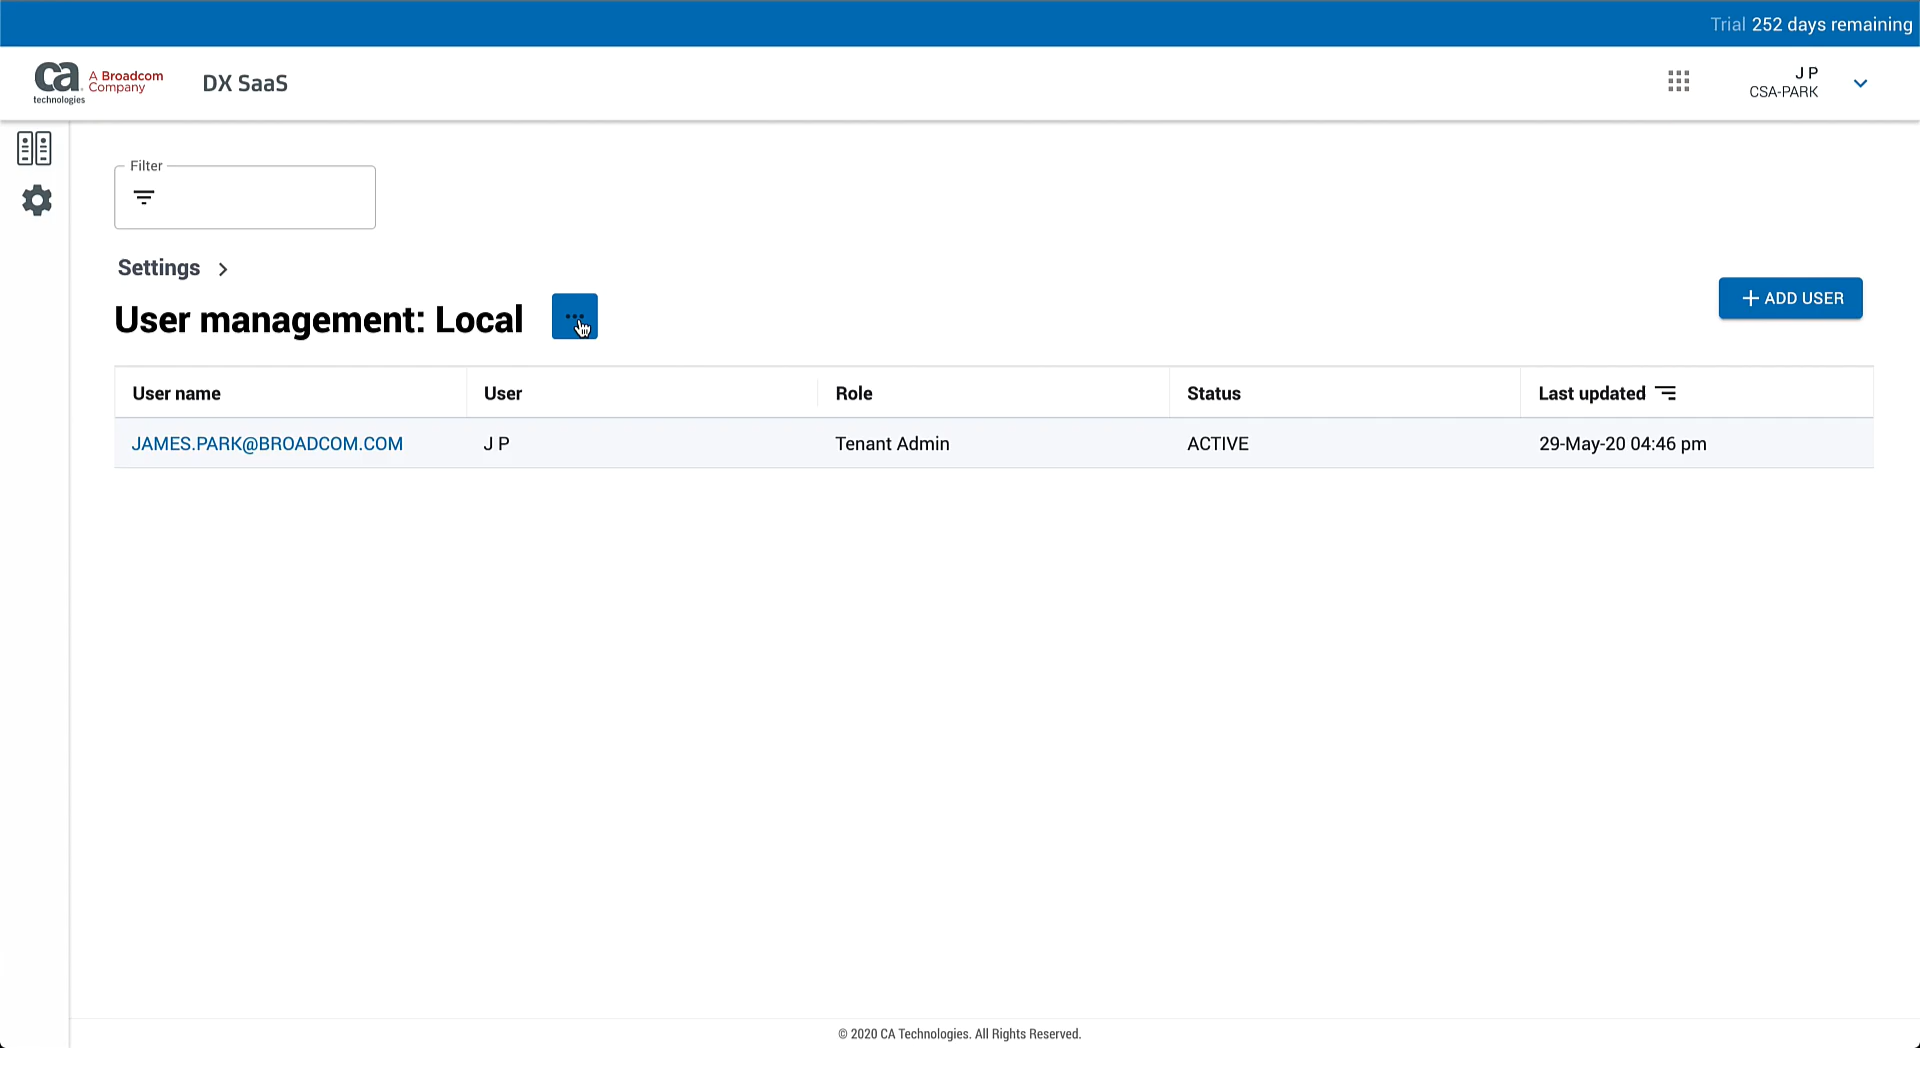 Trial 252 days remaining
ca technologies A Broadcom Company
DX SaaS
J P
CSA-PARK
Filter
Settings
User management: Local
...
ADD USER
User name User Role Status Last updated
JAMES.PARK@BROADCOM.COM J P Tenant Admin ACTIVE 29-May-20 04:46 pm
© 2020 CA Technologies. All Rights Reserved.